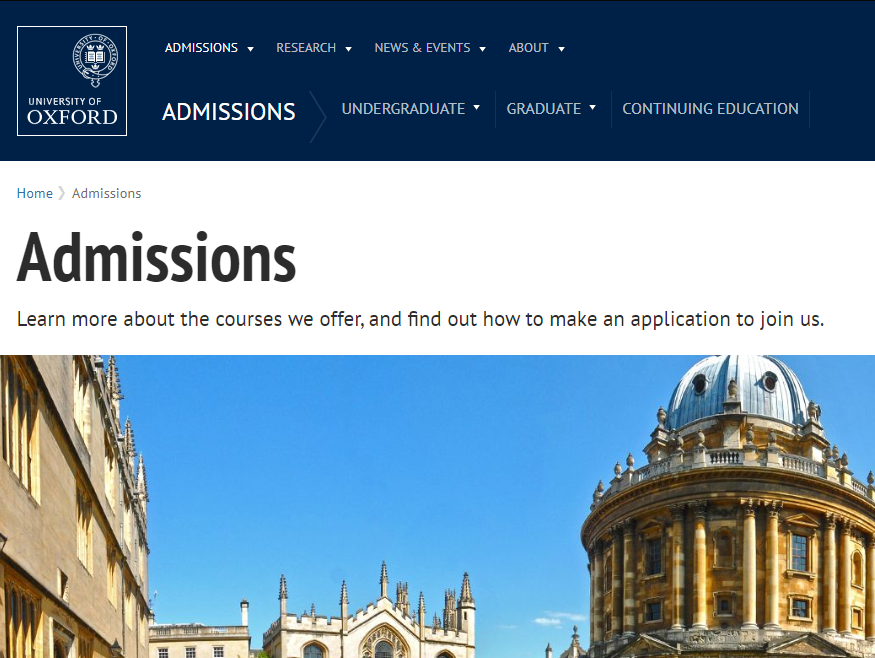 UNIVERSITY OF
OXFORD
ADMISSIONS RESEARCH NEWS & EVENTS ABOUT
ADMISSIONS UNDERGRADUATE GRADUATE CONTINUING EDUCATION
Home Admissions
Admissions
Learn more about the courses we offer, and find out how to make an application to join us.